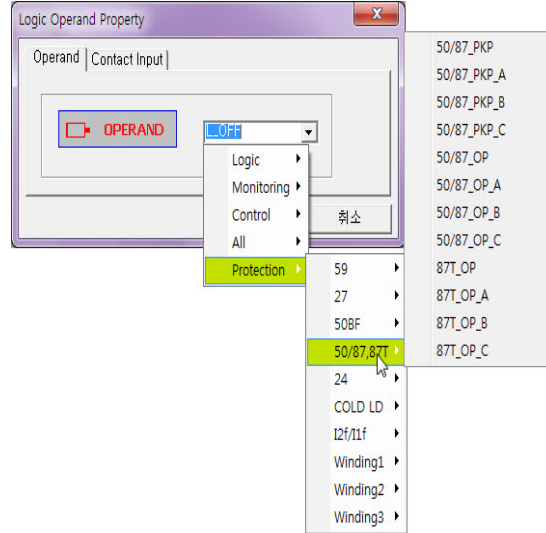 Logic Operand Property
Operand
Contact Input
OPERAND
L_OFF
Logic
Monitoring
Control
All
Protection
취소
59
27
50BF
50/87,87T
24
COLD LD
I2f/I1f
Winding1
Winding2
Winding3
50/87_PKP
50/87_PKP_A
50/87_PKP_B
50/87_PKP_C
50/87_OP
50/87_OP_A
50/87_OP_B
50/87_OP_C
87T_OP
87T_OP_A
87T_OP_B
87T_OP_C